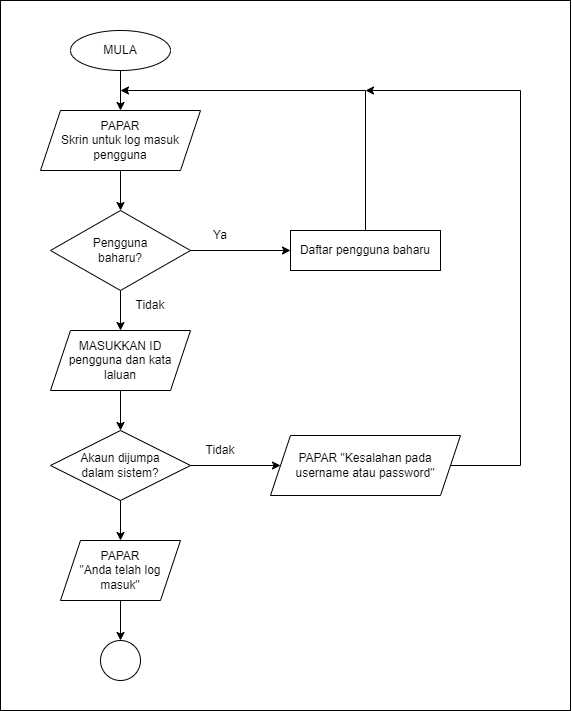 MULA
PAPAR
Skrin untuk log masuk
pengguna
Pengguna
baharu?
Ya
Daftar pengguna baharu
Tidak
MASUKKAN ID
pengguna dan kata
laluan
Akaun dijumpa
dalam sistem?
Tidak
PAPAR "Kesalahan pada
username atau password"
PAPAR
"Anda telah log
masuk"